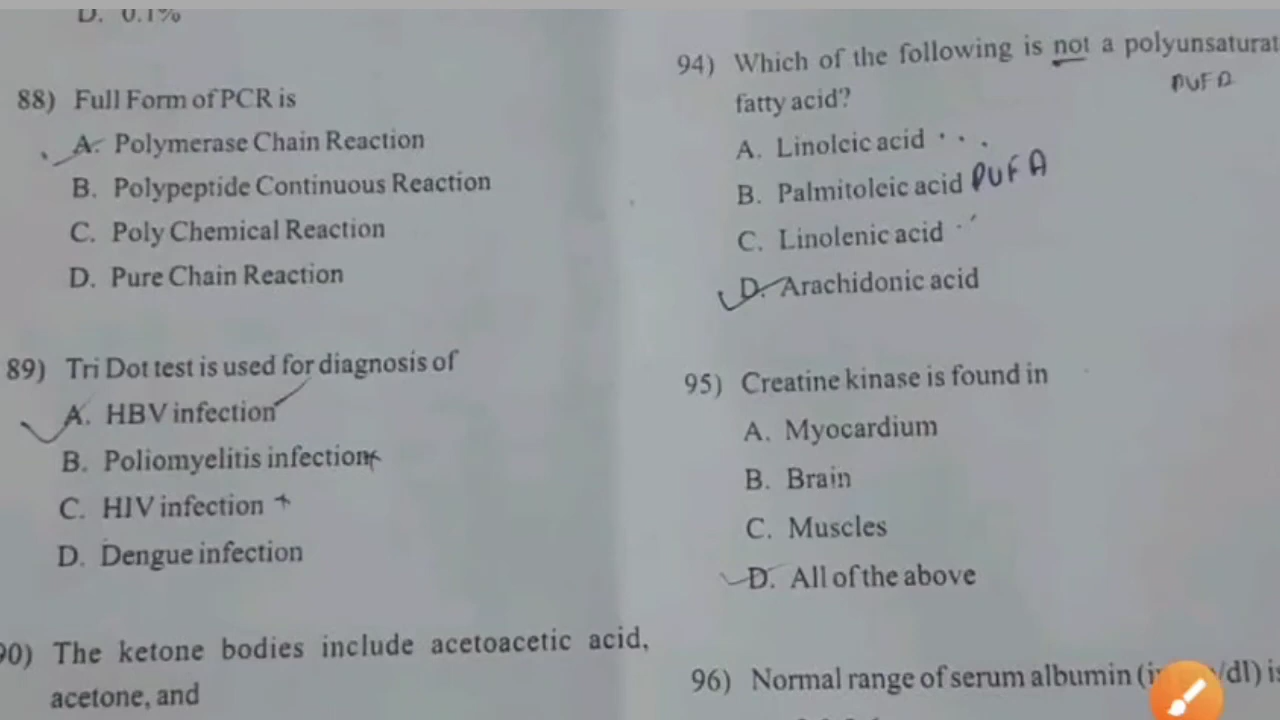 D. 0.1%
88) Full Form of PCR is
A. Polymerase Chain Reaction
B. Polypeptide Continuous Reaction
C. Poly Chemical Reaction
D. Pure Chain Reaction
89) Tri Dot test is used for diagnosis of
A. HBV infection
B. Poliomyelitis infection
C. HIV infection
D. Dengue infection
90) The ketone bodies include acetoacetic acid,
acetone, and
94) Which of the following is not a polyunsaturat
PUFA
fatty acid?
A. Linoleic acid
B. Palmitoleic acid PUFA
C. Linolenic acid
D. Arachidonic acid
95) Creatine kinase is found in
A. Myocardium
B. Brain
C. Muscles
D. All of the above
96) Normal range of serum albumin (i /dl) is